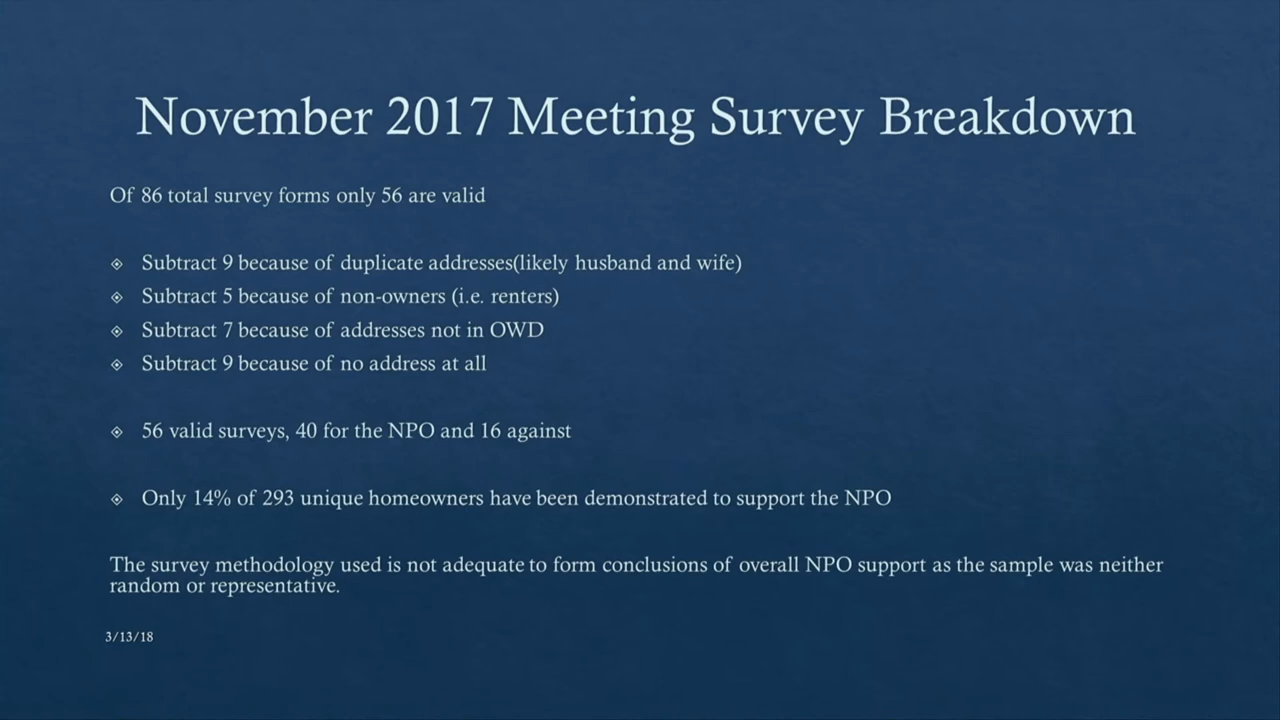 November 2017 Meeting Survey Breakdown
Of 86 total survey forms only 56 are valid
Subtract 9 because of duplicate addresses(likely husband and wife)
Subtract 5 because of non-owners (i.e. renters)
Subtract 7 because of addresses not in OWD
Subtract 9 because of no address at all
56 valid surveys, 40 for the NPO and 16 against
Only 14% of 293 unique homeowners have been demonstrated to support the NPO
The survey methodology used is not adequate to form conclusions of overall NPO support as the sample was neither
random or representative.
3/13/18